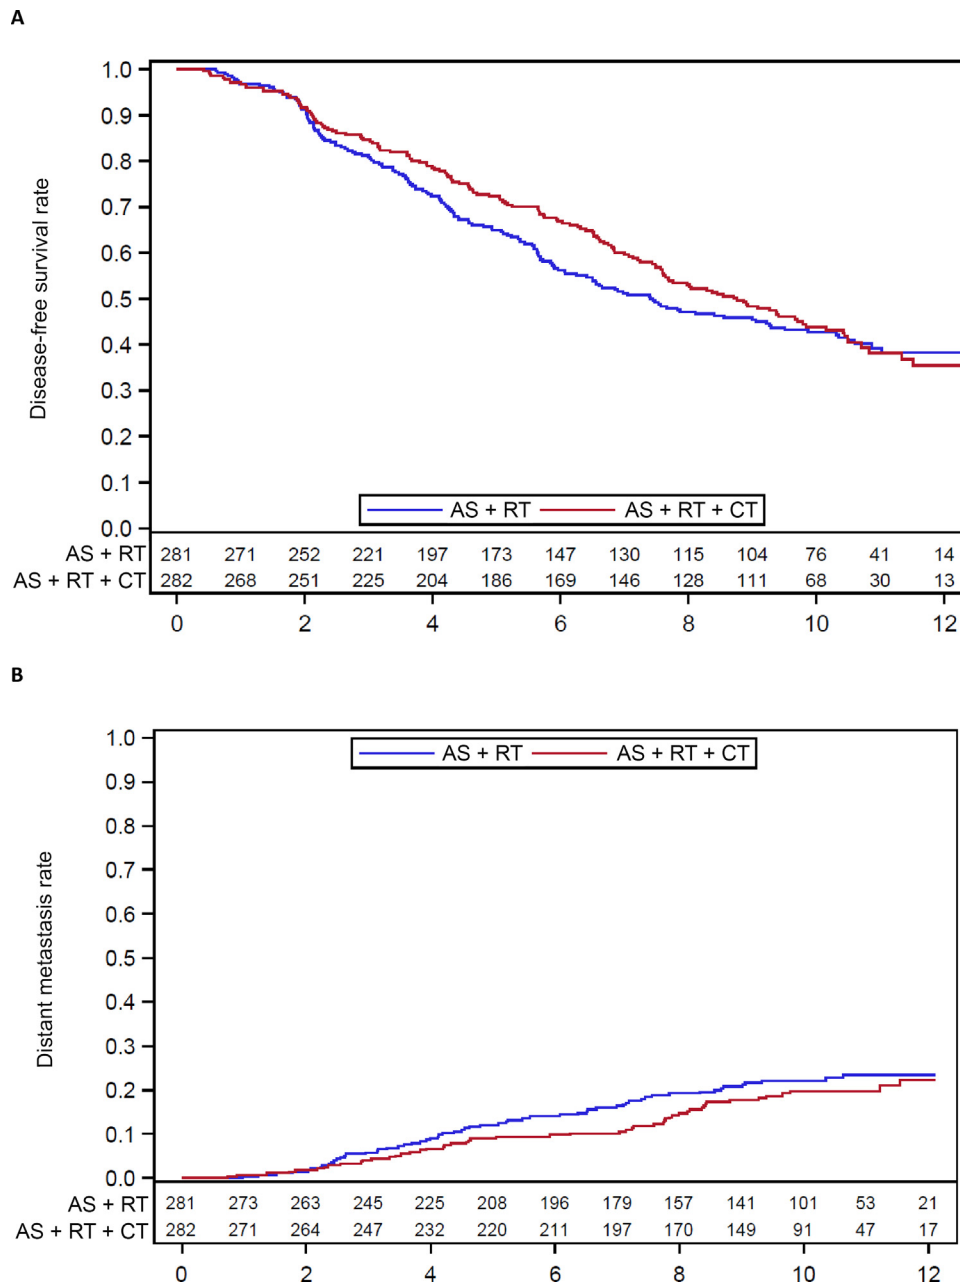 A
1.0
0.9
0.8
0.7
0.6
0.5
0.4
0.3
0.2
0.1
0.0
Disease-free survival rate
AS + RT AS + RT + CT
AS + RT 281 271 252 221 197 173 147 130 115 104 76 41 14
AS + RT + CT 282 268 251 225 204 186 169 146 128 111 68 30 13
0 2 4 6 8 10 12
B
1.0
0.9
0.8
0.7
0.6
0.5
0.4
0.3
0.2
0.1
0.0
Distant metastasis rate
AS + RT AS + RT + CT
AS + RT 281 273 263 245 225 208 196 179 157 141 101 53 21
AS + RT + CT 282 271 264 247 232 220 211 197 170 149 91 47 17
0 2 4 6 8 10 12